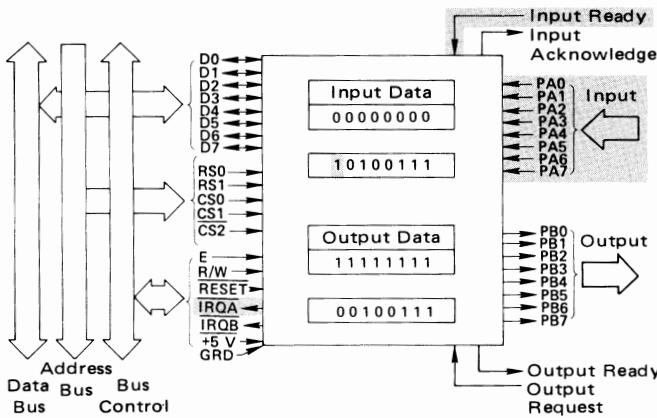 Input Ready
Input
Acknowledge
D0
D1
D2
D3
D4
D5
D6
D7
Input Data
00000000
10100111
PA0
PA1
PA2
PA3
PA4
PA5
PA6
PA7
Input
RS0
RS1
CS0
CS1
CS2
Output Data
11111111
00100111
PB0
PB1
PB2
PB3
PB4
PB5
PB6
PB7
Output
E
R/W
RESET
IRQA
IRQB
+5 V
GRD
Data
Bus
Address
Bus
Bus
Control
Output Ready
Output
Request